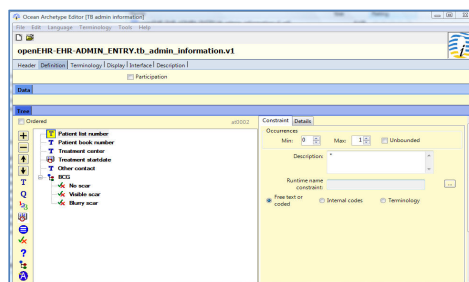 Ocean Archetype Editor [TB admin information]
File Edit Language Terminology Tools Help
openEHR-EHR-ADMIN_ENTRY.tb_admin_information.v1
Header Definition Terminology Display Interface Description
Participation
Data
Tree
Ordered at0002
Patient list number
Patient book number
Treatment center
Treatment startdate
Other contact
BCG
No scar
Visible scar
Blurry scar
T
Q
?
Constraint Details
Occurrences
Min: 0 Max: 1 Unbounded
Description: *
Runtime name
constraint:
...
Free text or
coded
Internal codes
Terminology